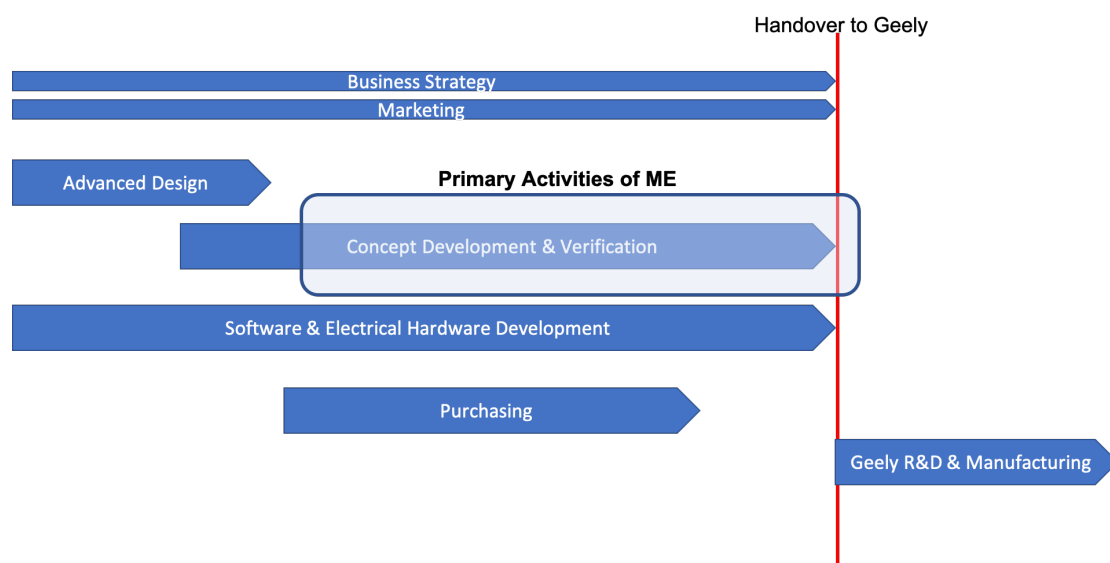 Handover to Geely
Business Strategy
Marketing
Advanced Design
Primary Activities of ME
Concept Development & Verification
Software & Electrical Hardware Development
Purchasing
Geely R&D & Manufacturing